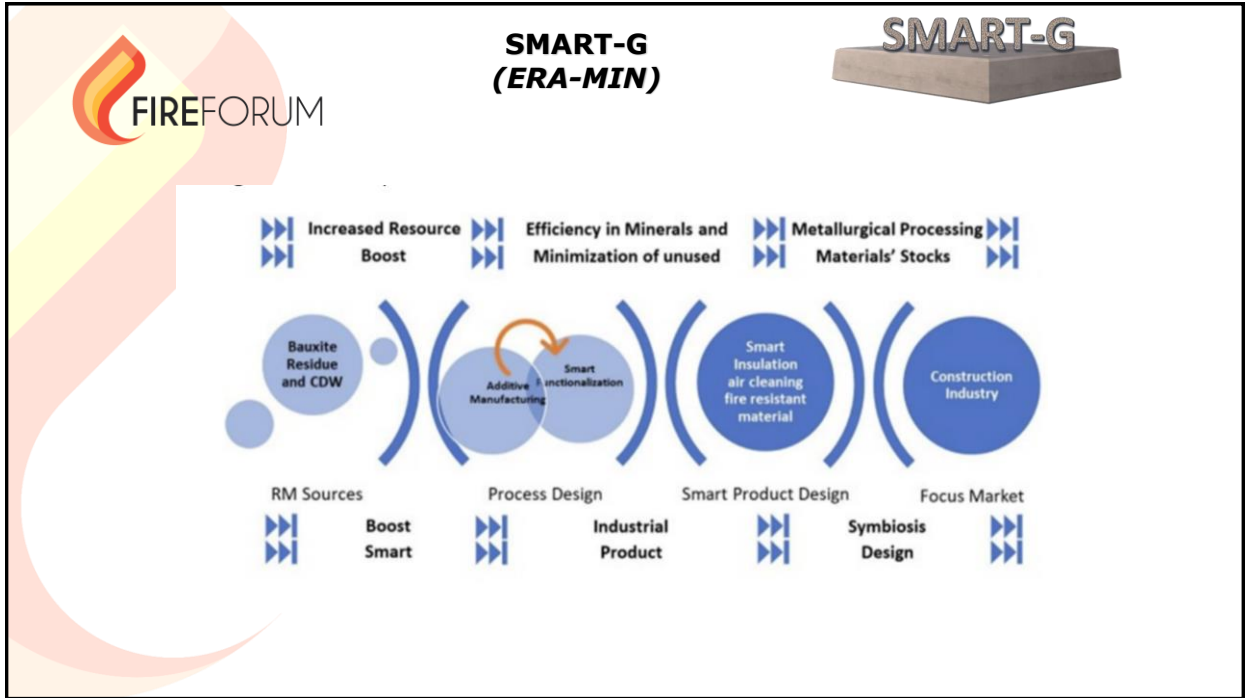 FIREFORUM
SMART-G
(ERA-MIN)
SMART-G
Increased Resource
Efficiency in Minerals and
Metallurgical Processing
Boost
Minimization of unused
Materials' Stocks
Bauxite
Residue
and CDW
Additive
Manufacturing
Smart
Functionalization
Smart
Insulation
air cleaning
fire resistant
material
Construction
Industry
RM Sources
Process Design
Smart Product Design
Focus Market
Boost
Industrial
Symbiosis
Smart
Product
Design